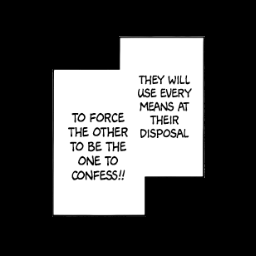 THEY WILL
USE EVERY
MEANS AT
THEIR
DISPOSAL
TO FORCE
THE OTHER
TO BE THE
ONE TO
CONFESS!!